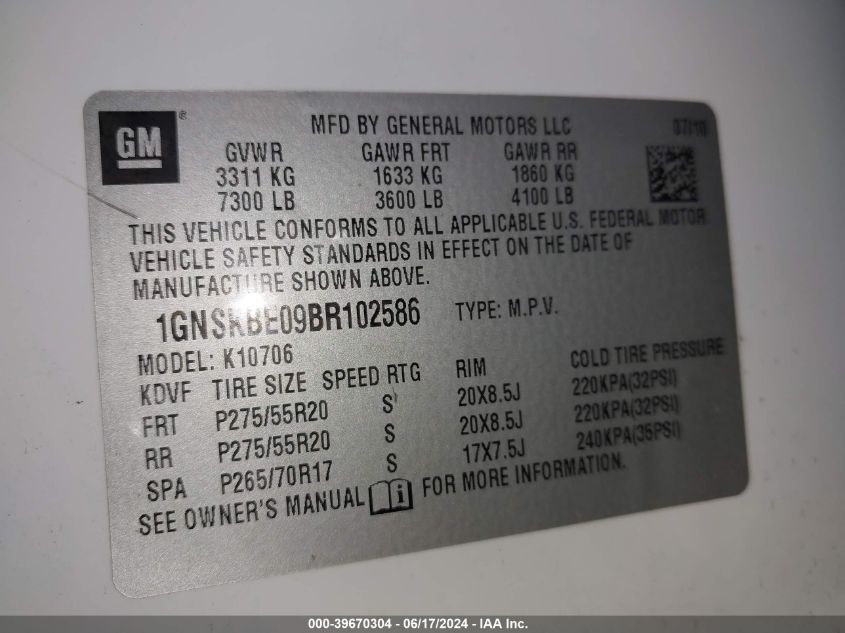 GM ®
MFD BY GENERAL MOTORS LLC 07/10
GVWR GAWR FRT GAWR RR
3311 KG 1633 KG 1860 KG
7300 LB 3600 LB 4100 LB
THIS VEHICLE CONFORMS TO ALL APPLICABLE U.S. FEDERAL MOTOR
VEHICLE SAFETY STANDARDS IN EFFECT ON THE DATE OF
MANUFACTURE SHOWN ABOVE.
1GNSKBE09BR102586 TYPE: M.P.V.
MODEL: K10706
KDVF TIRE SIZE SPEED RTG RIM COLD TIRE PRESSURE
FRT P275/55R20 S 20X8.5J 220KPA(32PSI)
RR P275/55R20 S 20X8.5J 220KPA(32PSI)
SPA P265/70R17 S 17X7.5J 240KPA(35PSI)
SEE OWNER'S MANUAL i FOR MORE INFORMATION.
000-39670304 - 06/17/2024 - IAA Inc.